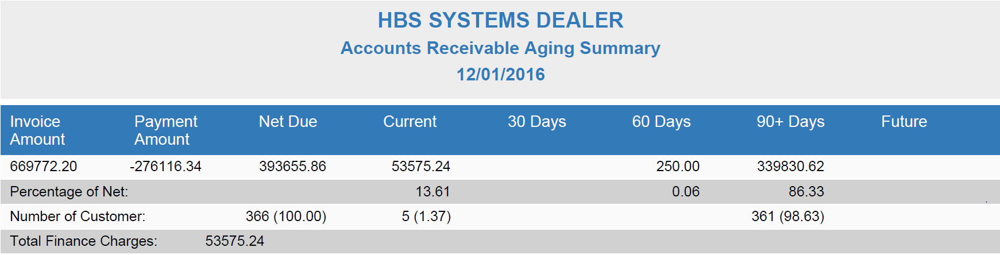 HBS SYSTEMS DEALER
Accounts Receivable Aging Summary
12/01/2016
Invoice Amount Payment Amount Net Due Current 30 Days 60 Days 90+ Days Future
669772.20 -276116.34 393655.86 53575.24 250.00 339830.62
Percentage of Net: 13.61 0.06 86.33
Number of Customer: 366 (100.00) 5 (1.37) 361 (98.63)
Total Finance Charges: 53575.24